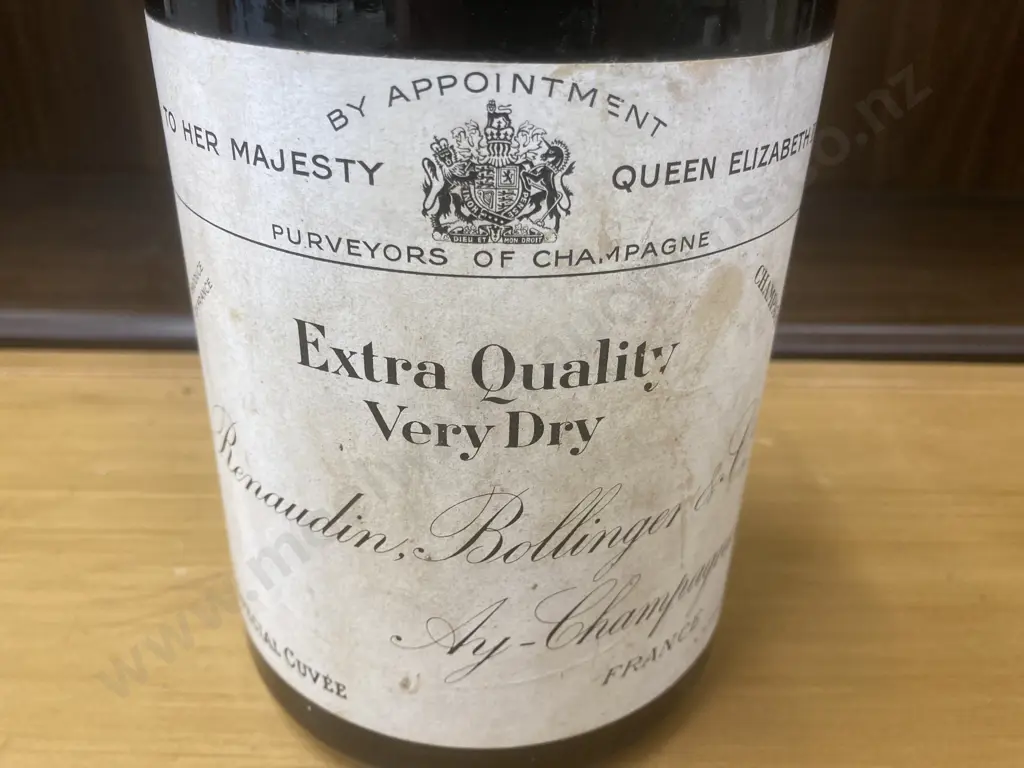 BY APPOINTMENT
TO HER MAJESTY QUEEN ELIZABETH
DIEU ET MON DROIT
PURVEYORS OF CHAMPAGNE
FRANCE
Extra Quality
Very Dry
Renaudin, Bollinger &
Ay-Champagne
FRANCE
CUVÉE